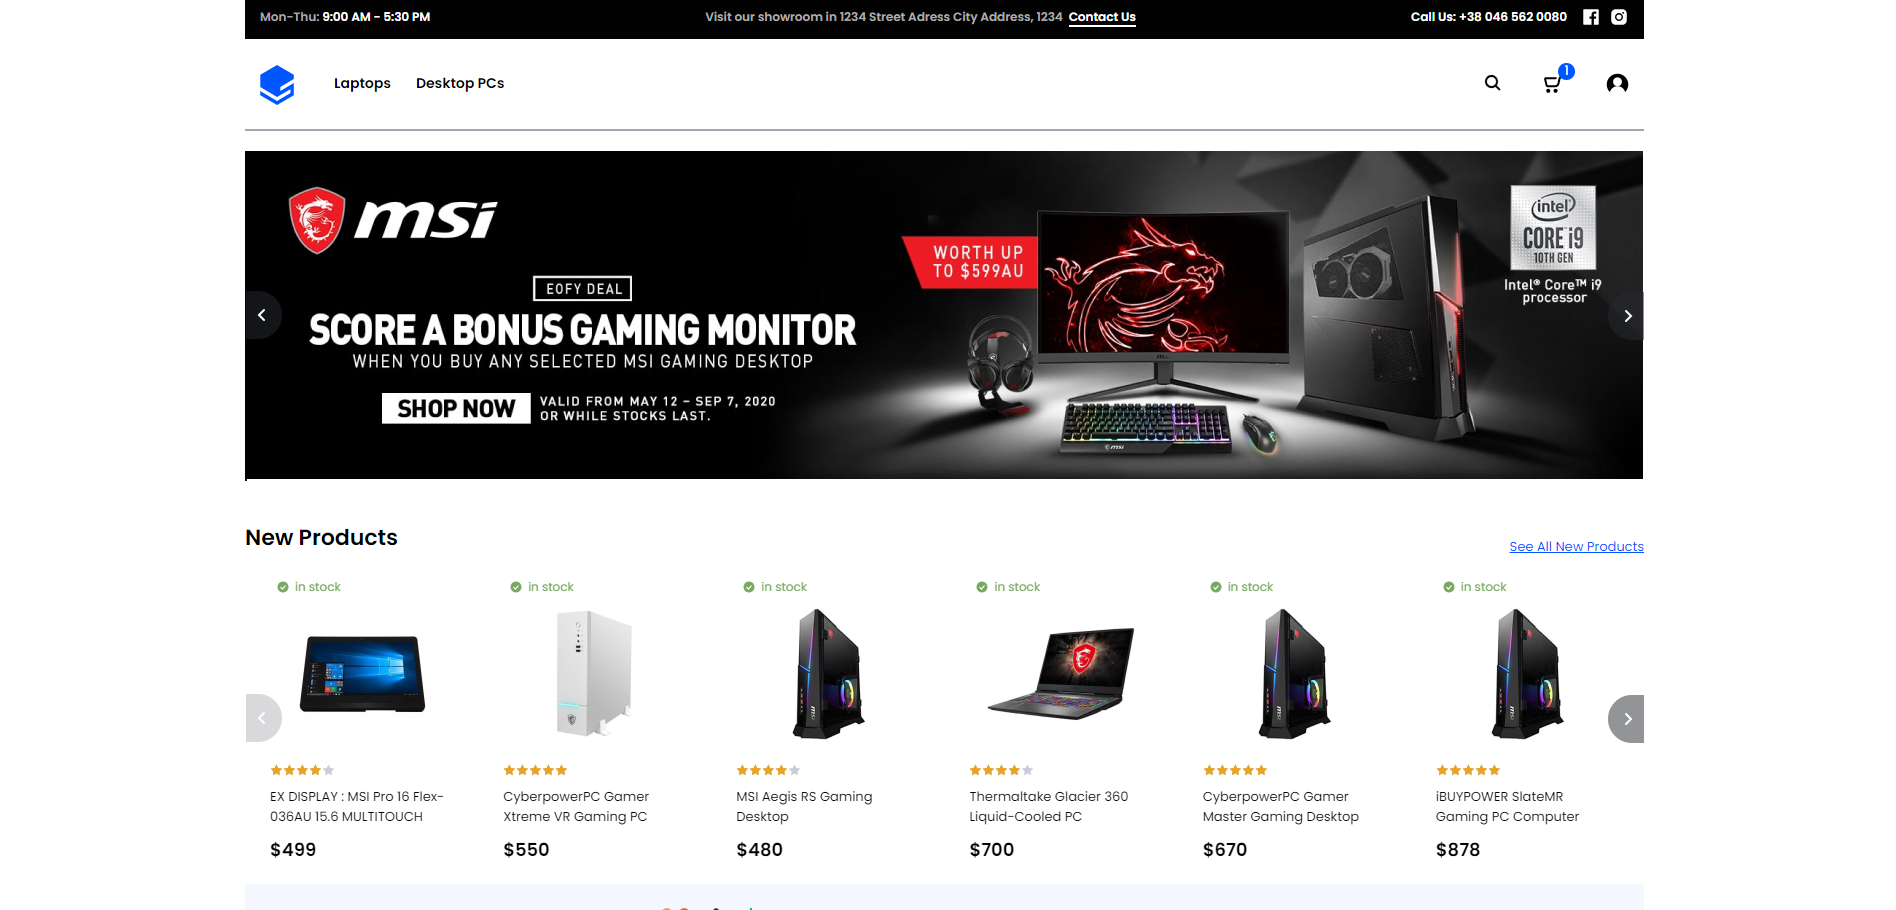 Mon-Thu: 9:00 AM - 5:30 PM
Visit our showroom in 1234 Street Adress City Address, 1234 Contact Us
Call Us: +38 046 562 0080
Laptops
Desktop PCs
1
msi
EOFY DEAL
SCORE A BONUS GAMING MONITOR
WHEN YOU BUY ANY SELECTED MSI GAMING DESKTOP
SHOP NOW
VALID FROM MAY 12 – SEP 7, 2020
OR WHILE STOCKS LAST.
WORTH UP
TO $599AU
intel
CORE i9
10TH GEN
Intel® Core™ i9
processor
msi
msi
New Products
See All New Products
in stock
in stock
in stock
in stock
in stock
in stock
EX DISPLAY : MSI Pro 16 Flex-
036AU 15.6 MULTITOUCH
$499
CyberpowerPC Gamer
Xtreme VR Gaming PC
$550
msi
MSI Aegis RS Gaming
Desktop
$480
Thermaltake Glacier 360
Liquid-Cooled PC
$700
msi
CyberpowerPC Gamer
Master Gaming Desktop
$670
msi
iBUYPOWER SlateMR
Gaming PC Computer
$878